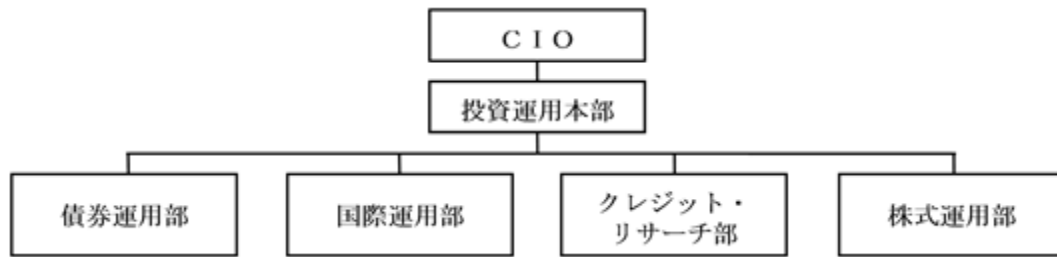 ＣＩＯ
投資運用本部
債券運用部
国際運用部
クレジット・
リサーチ部
株式運用部